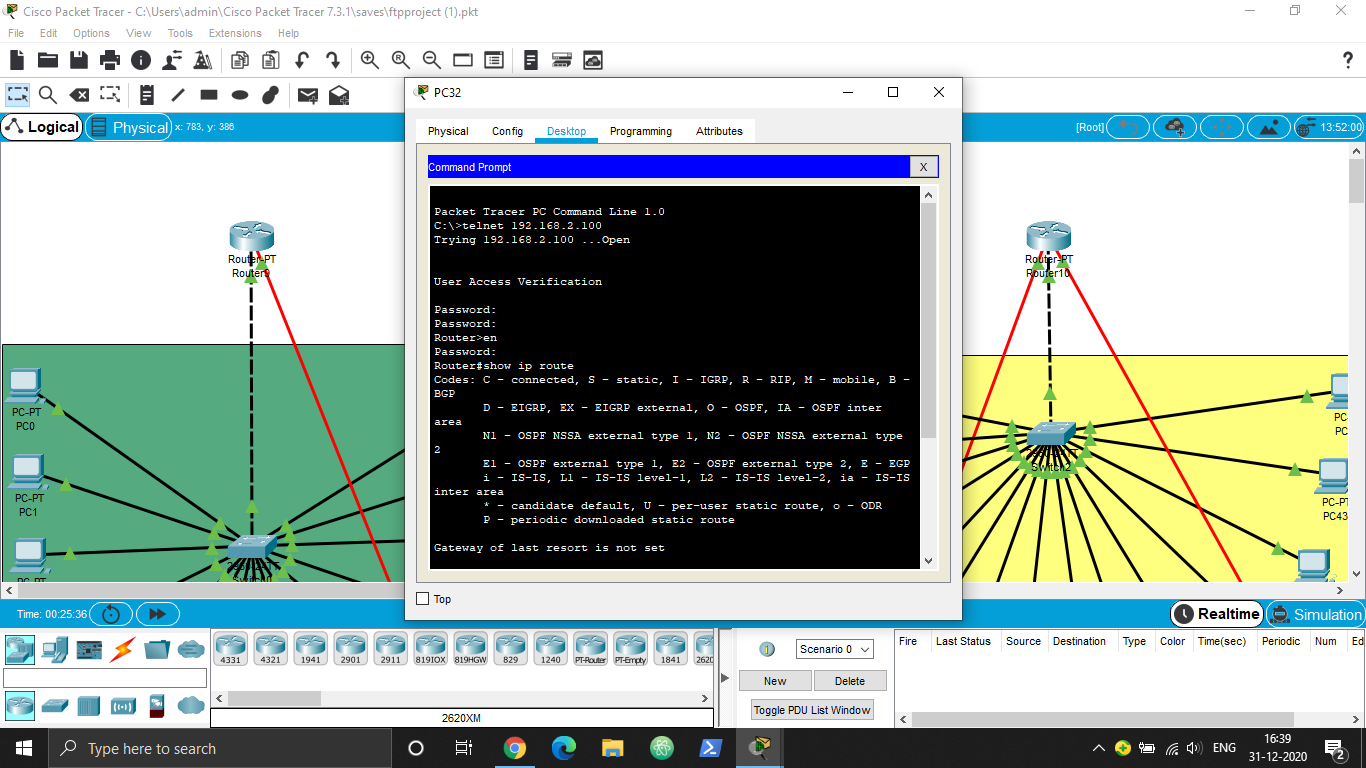 Cisco Packet Tracer - C:\Users\admin\Cisco Packet Tracer 7.3.1\saves\ftpproject (1).pkt
File Edit Options View Tools Extensions Help
?
Logical Physical x: 783, y: 386 [Root] 13:52:00
PC32
Physical Config Desktop Programming Attributes
Command Prompt X
Packet Tracer PC Command Line 1.0
C:\>telnet 192.168.2.100
Trying 192.168.2.100 ...Open
User Access Verification
Password:
Password:
Router>en
Password:
Router#show ip route
Codes: C - connected, S - static, I - IGRP, R - RIP, M - mobile, B -
BGP
D - EIGRP, EX - EIGRP external, O - OSPF, IA - OSPF inter
area
N1 - OSPF NSSA external type 1, N2 - OSPF NSSA external type
2
E1 - OSPF external type 1, E2 - OSPF external type 2, E - EGP
i - IS-IS, L1 - IS-IS level-1, L2 - IS-IS level-2, ia - IS-IS
inter area
* - candidate default, U - per-user static route, o - ODR
P - periodic downloaded static route
Gateway of last resort is not set
Top
Router-PT
Router9
PC-PT
PC0
PC-PT
PC1
PC-PT
Switch0
Router-PT
Router10
Switch2
PC-PT
PC43
Time: 00:25:36 Realtime Simulation
4331 4321 1941 2901 2911 819IOX 819HGW 829 1240 PT-Router PT-Empty 1841 2620
2620XM
Scenario 0
New Delete
Toggle PDU List Window
Fire Last Status Source Destination Type Color Time(sec) Periodic Num Ed
Type here to search
ENG
16:39
31-12-2020
2